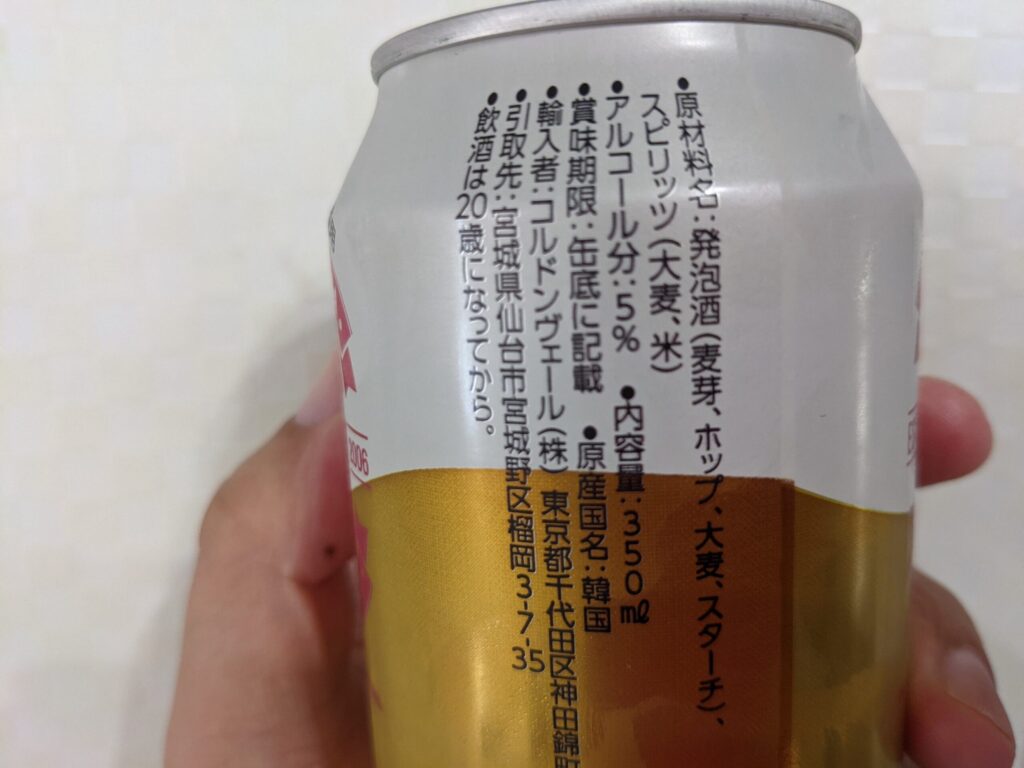 ●原材料名：発泡酒（麦芽、ホップ、大麦、スターチ）、
スピリッツ（大麦、米）
●アルコール分：5% ●内容量：350㎖
●賞味期限：缶底に記載 ●原産国名：韓国
●輸入者：コルドンヴェール（株） 東京都千代田区神田錦町
●引取先：宮城県仙台市宮城野区榴岡3-7-35
●飲酒は20歳になってから。
2006